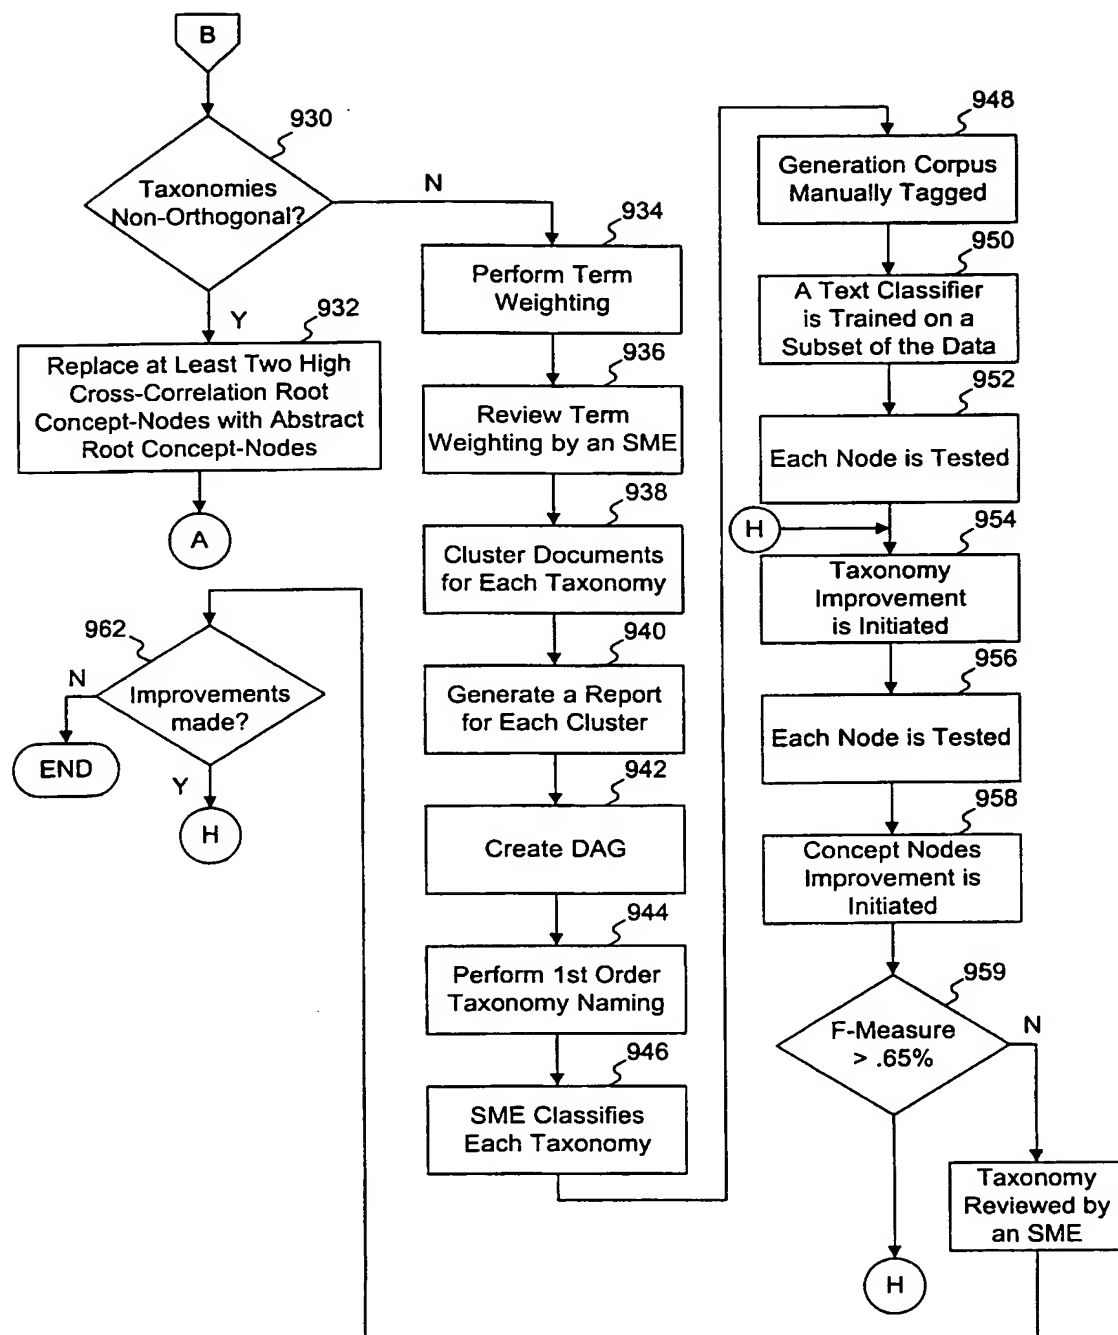 B
930
Taxonomies
Non-Orthogonal?
N
Y
932
Replace at Least Two High
Cross-Correlation Root
Concept-Nodes with Abstract
Root Concept-Nodes
A
934
Perform Term
Weighting
936
Review Term
Weighting by an SME
938
Cluster Documents
for Each Taxonomy
940
Generate a Report
for Each Cluster
942
Create DAG
944
Perform 1st Order
Taxonomy Naming
946
SME Classifies
Each Taxonomy
948
Generation Corpus
Manually Tagged
950
A Text Classifier
is Trained on a
Subset of the Data
952
Each Node is Tested
H
954
Taxonomy
Improvement
is Initiated
956
Each Node is Tested
958
Concept Nodes
Improvement is
Initiated
959
F-Measure
> .65%
N
H
Taxonomy
Reviewed by
an SME
962
Improvements
made?
N
END
Y
H